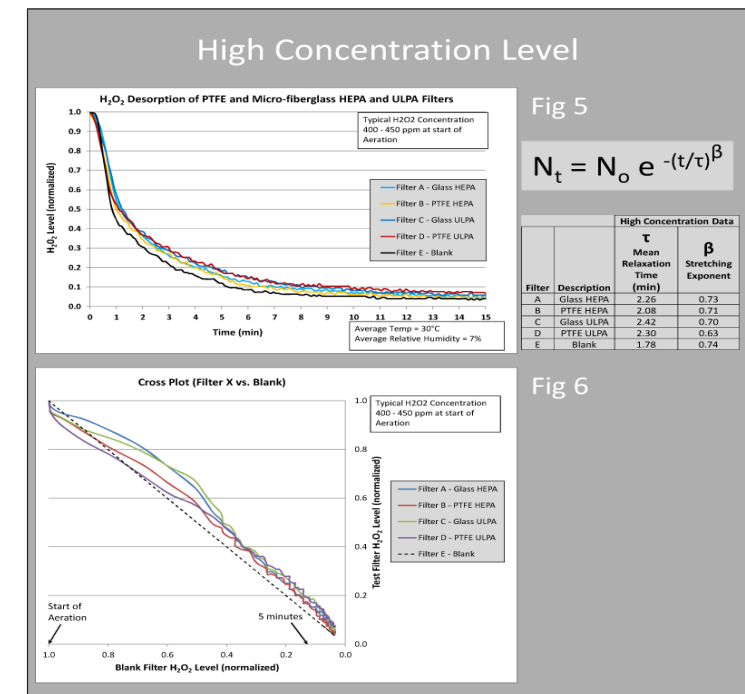 High Concentration Level
H₂O₂ Desorption of PTFE and Micro-fiberglass HEPA and ULPA Filters
Typical H2O2 Concentration
400 - 450 ppm at start of
Aeration
H₂O₂ Level (normalized)
1.0
0.9
0.8
0.7
0.6
0.5
0.4
0.3
0.2
0.1
0.0
Filter A - Glass HEPA
Filter B - PTFE HEPA
Filter C - Glass ULPA
Filter D - PTFE ULPA
Filter E - Blank
0 1 2 3 4 5 6 7 8 9 10 11 12 13 14 15
Time (min)
Average Temp = 30°C
Average Relative Humidity = 7%
Fig 5
Nₜ = Nₒ e ^-(t/τ)^β
High Concentration Data
Filter Description τ Mean Relaxation Time (min) β Stretching Exponent
A Glass HEPA 2.26 0.73
B PTFE HEPA 2.08 0.71
C Glass ULPA 2.42 0.70
D PTFE ULPA 2.30 0.63
E Blank 1.78 0.74
Cross Plot (Filter X vs. Blank)
Typical H2O2 Concentration
400 - 450 ppm at start of
Aeration
1.0
0.8
0.6
0.4
0.2
0.0
Test Filter H₂O₂ Level (normalized)
Filter A - Glass HEPA
Filter B - PTFE HEPA
Filter C - Glass ULPA
Filter D - PTFE ULPA
Filter E - Blank
Start of
Aeration
5 minutes
1.0 0.8 0.6 0.4 0.2 0.0
Blank Filter H₂O₂ Level (normalized)
Fig 6